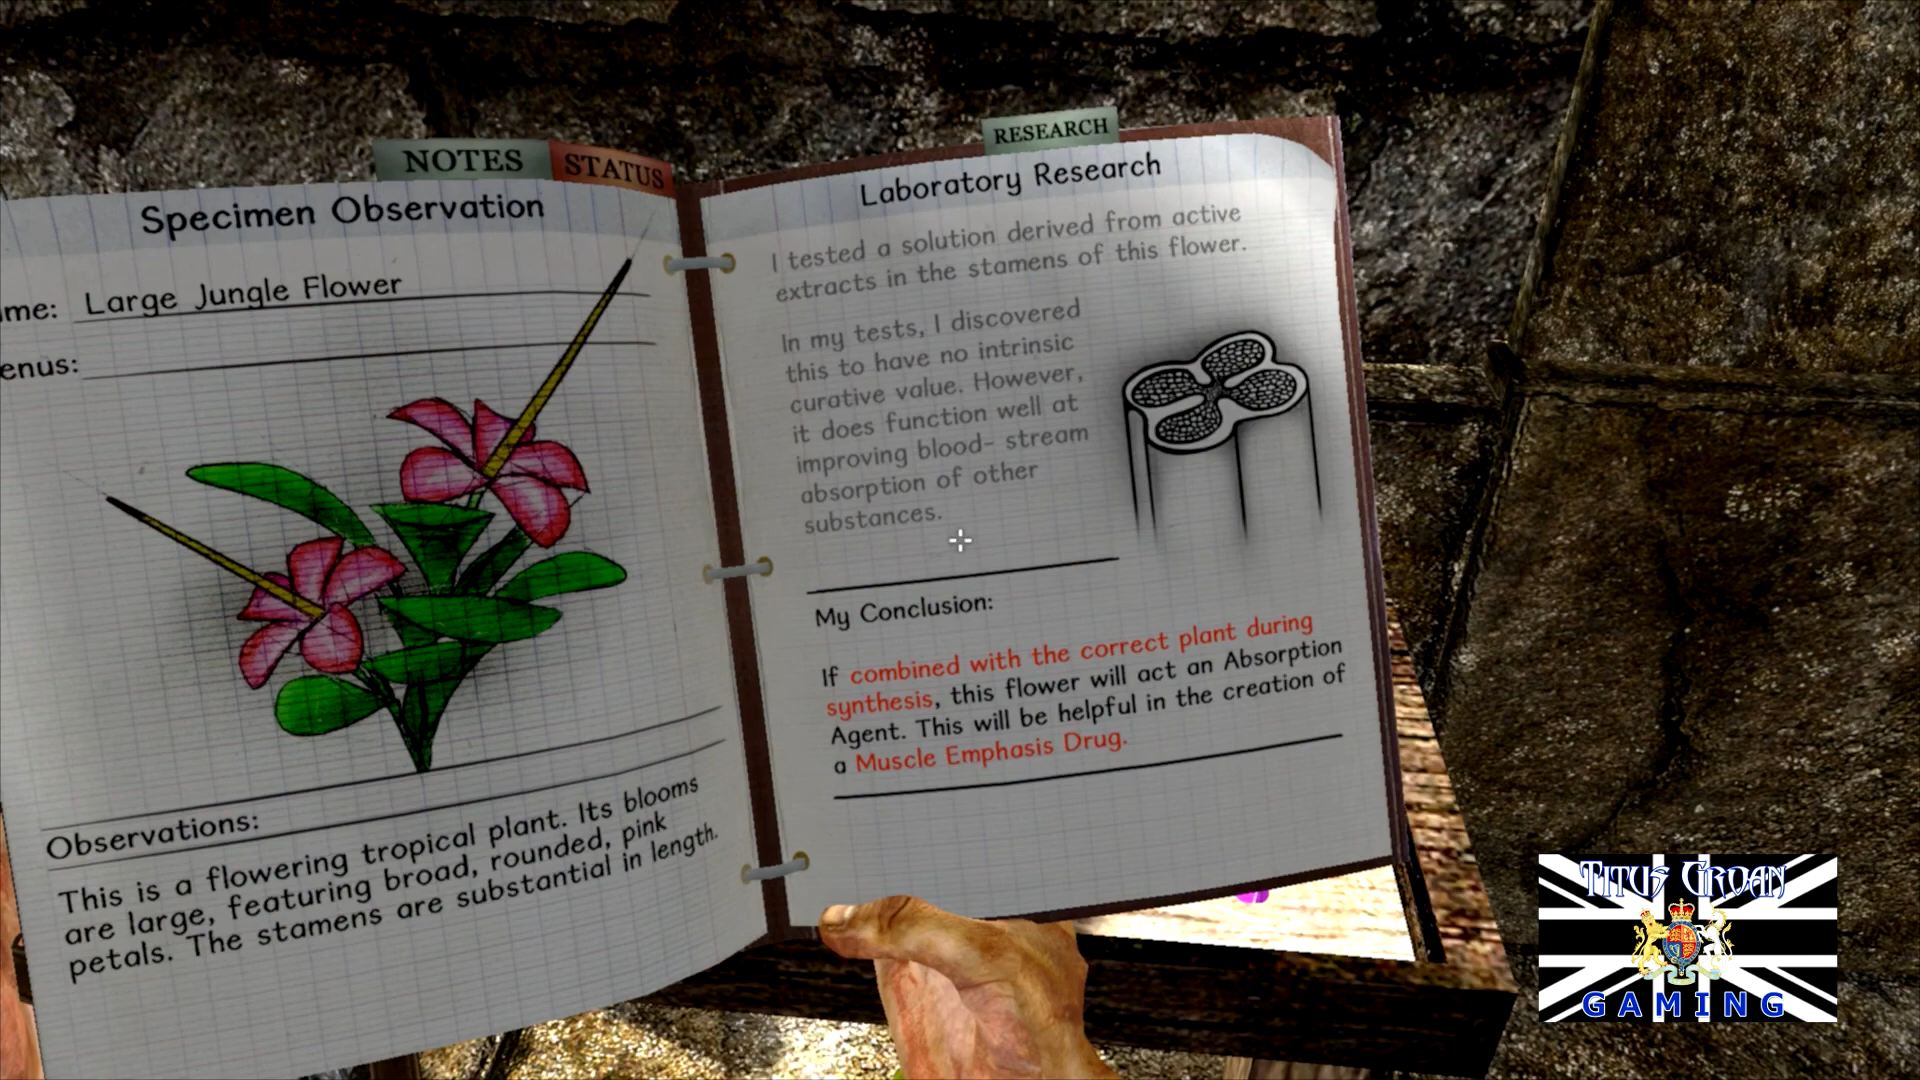 NOTES
STATUS
Specimen Observation
me: Large Jungle Flower
enus:
Observations:
This is a flowering tropical plant. Its blooms
are large, featuring broad, rounded, pink
petals. The stamens are substantial in length.
RESEARCH
Laboratory Research
I tested a solution derived from active
extracts in the stamens of this flower.
In my tests, I discovered
this to have no intrinsic
curative value. However,
it does function well at
improving blood- stream
absorption of other
substances.
My Conclusion:
If combined with the correct plant during
synthesis, this flower will act an Absorption
Agent. This will be helpful in the creation of
a Muscle Emphasis Drug.
Titus Groan
GAMING